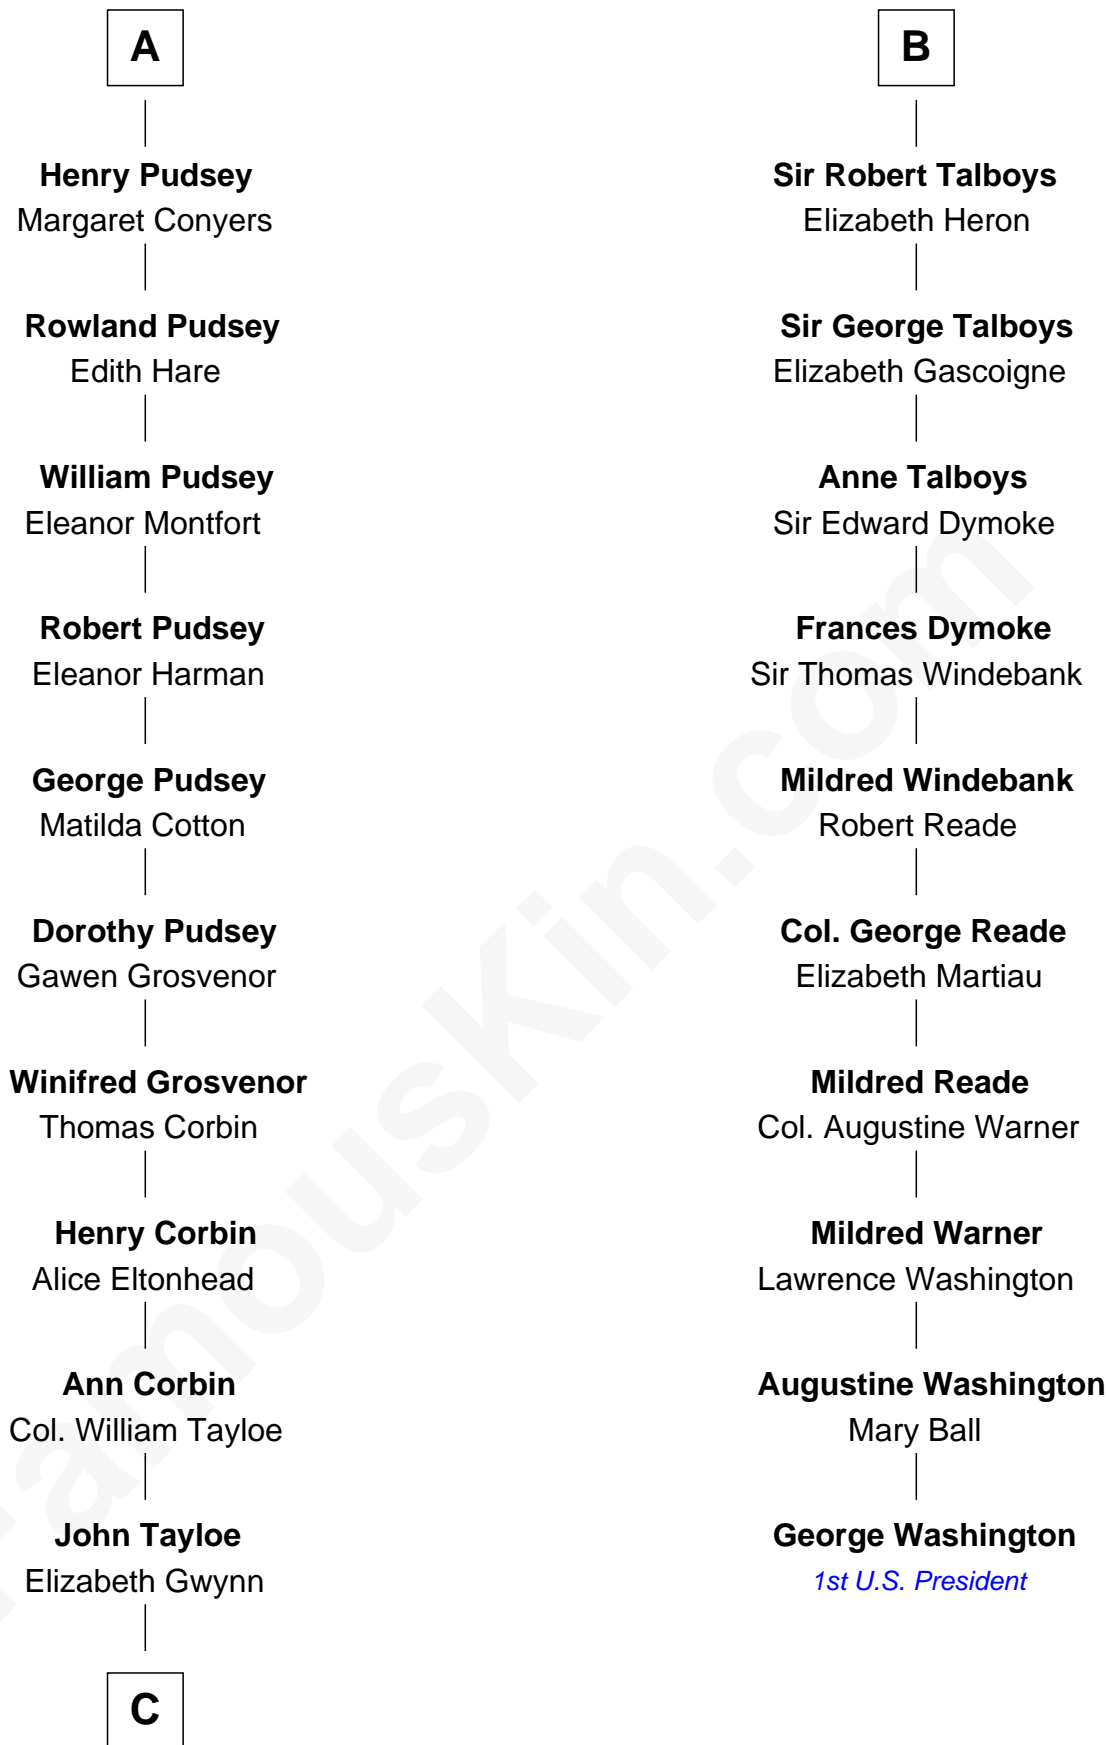 A
Henry Pudsey
Margaret Conyers
Rowland Pudsey
Edith Hare
William Pudsey
Eleanor Montfort
Robert Pudsey
Eleanor Harman
George Pudsey
Matilda Cotton
Dorothy Pudsey
Gawen Grosvenor
Winifred Grosvenor
Thomas Corbin
Henry Corbin
Alice Eltonhead
Ann Corbin
Col. William Tayloe
John Tayloe
Elizabeth Gwynn
C
B
Sir Robert Talboys
Elizabeth Heron
Sir George Talboys
Elizabeth Gascoigne
Anne Talboys
Sir Edward Dymoke
Frances Dymoke
Sir Thomas Windebank
Mildred Windebank
Robert Reade
Col. George Reade
Elizabeth Martiau
Mildred Reade
Col. Augustine Warner
Mildred Warner
Lawrence Washington
Augustine Washington
Mary Ball
George Washington
1st U.S. President
FamousKin.com